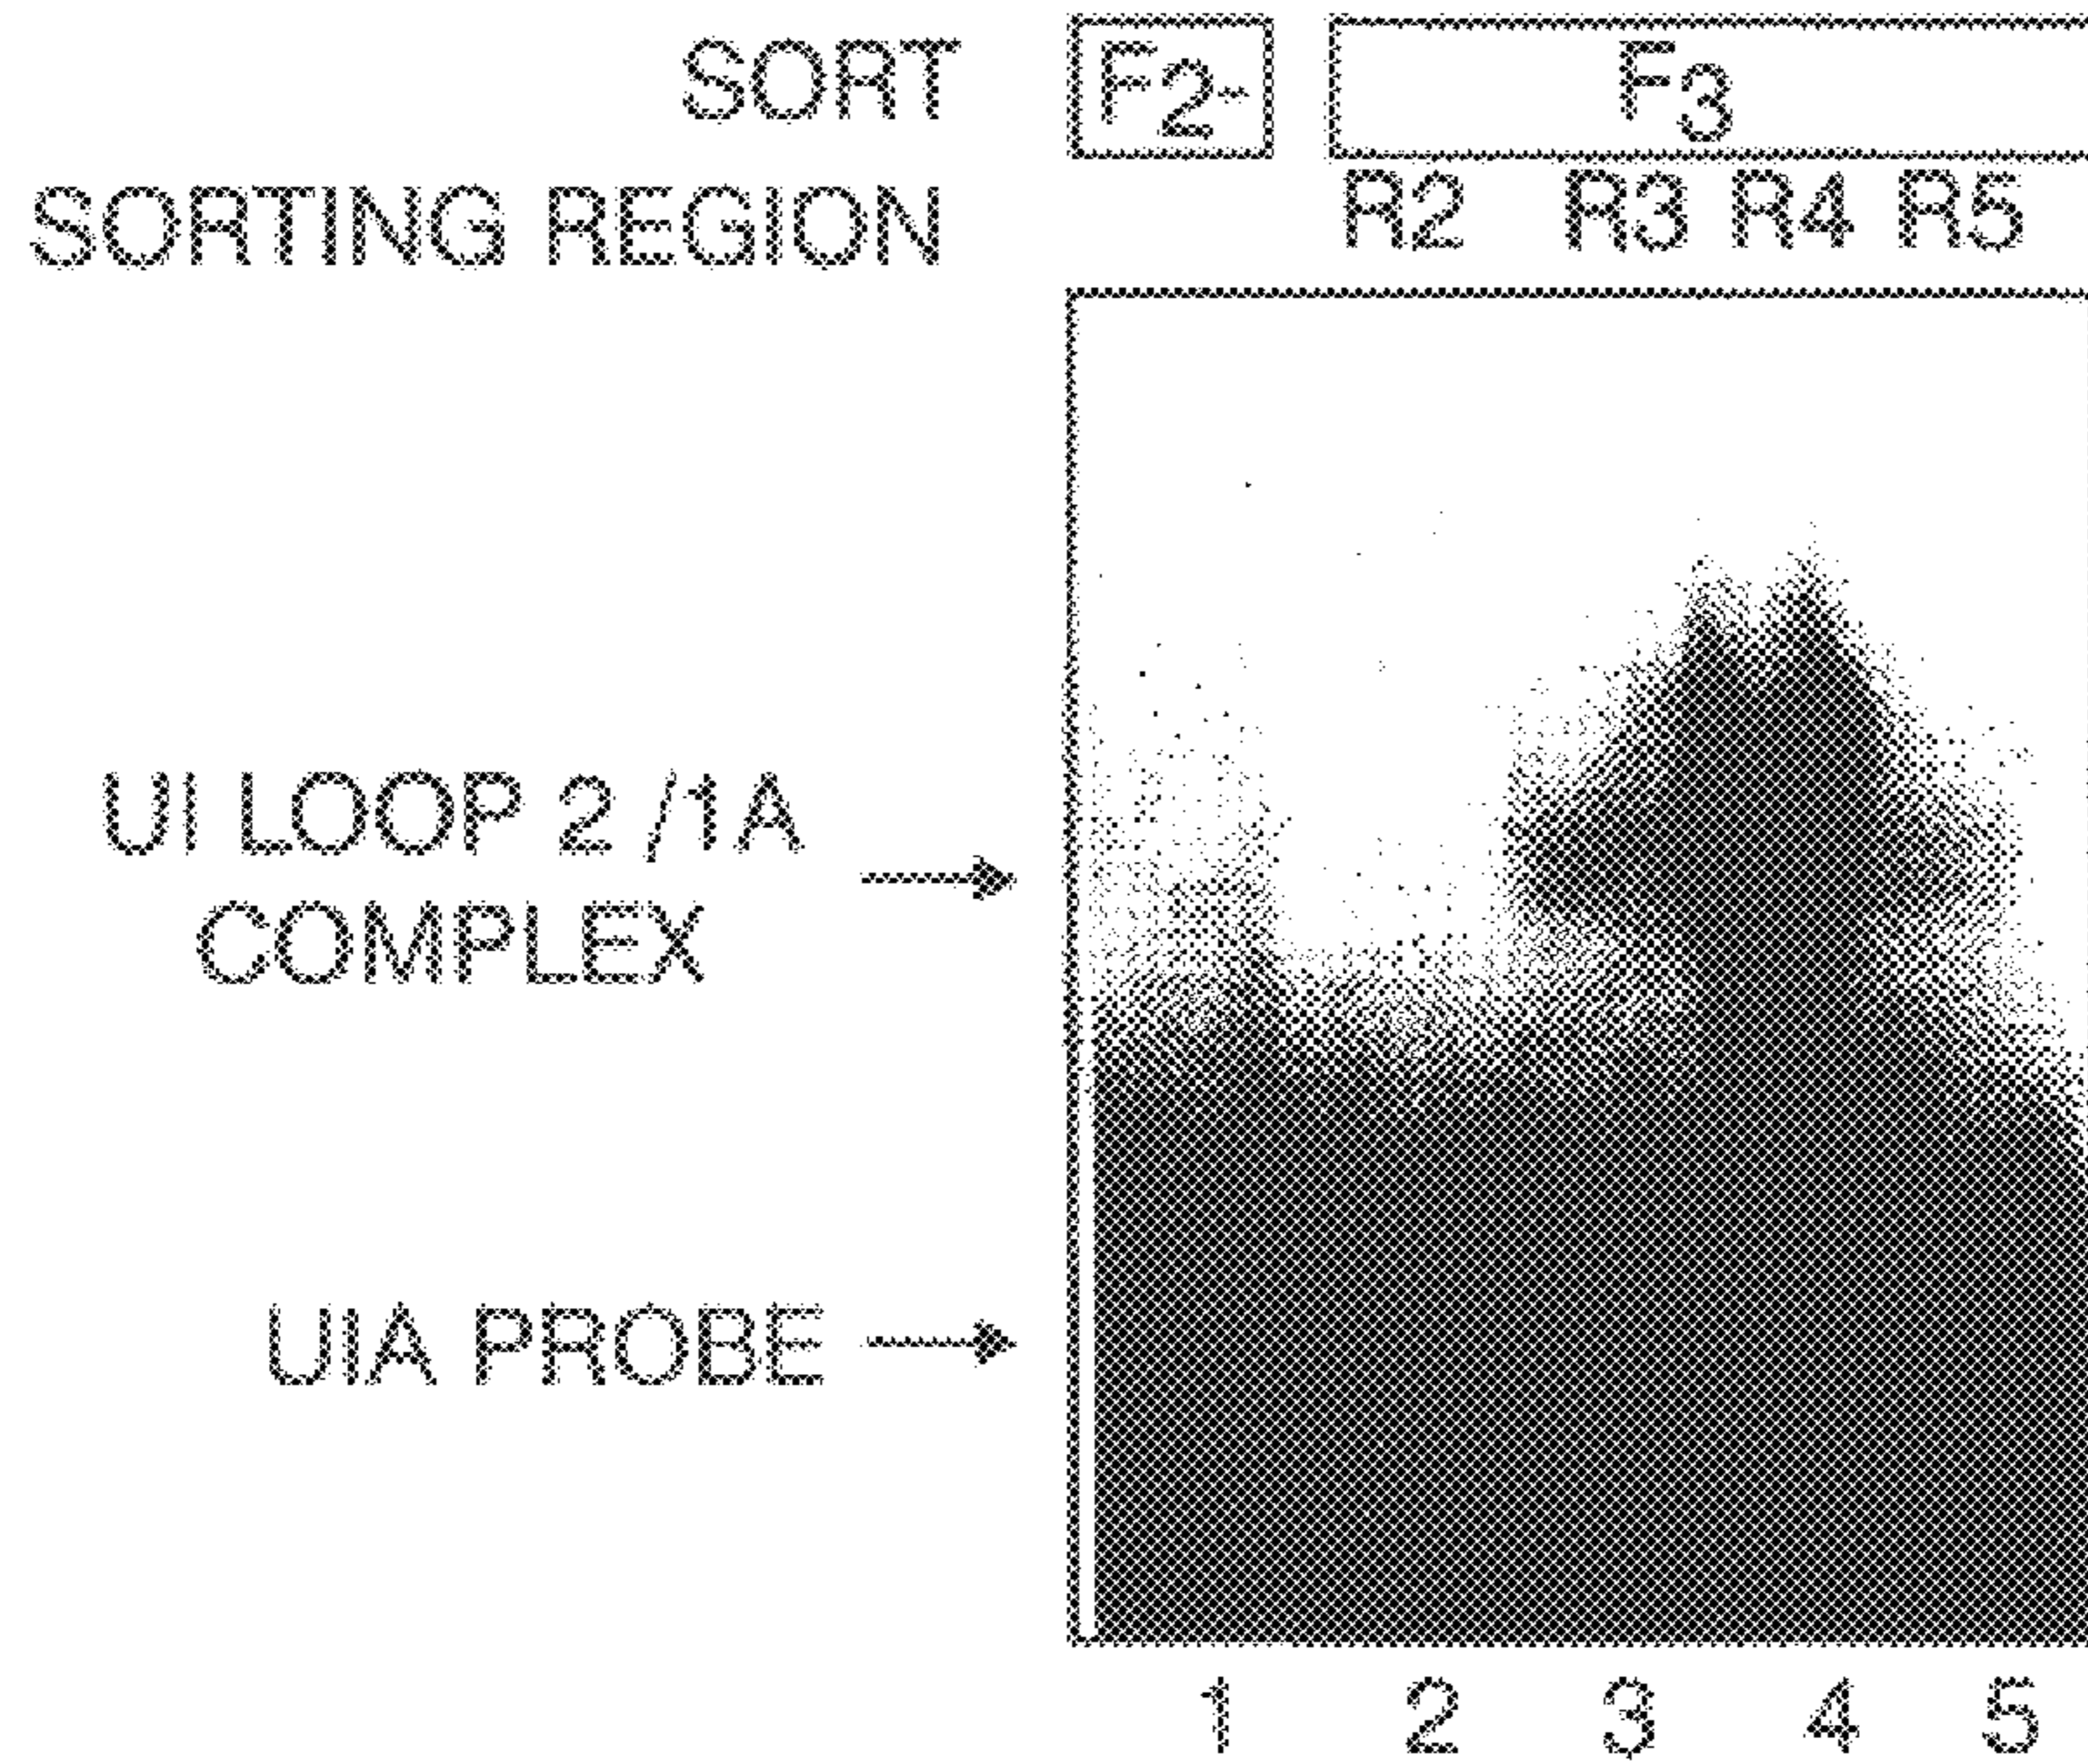 SORT F2- F3
SORTING REGION R2 R3 R4 R5
UI LOOP 2 /1A
COMPLEX
UIA PROBE
1 2 3 4 5